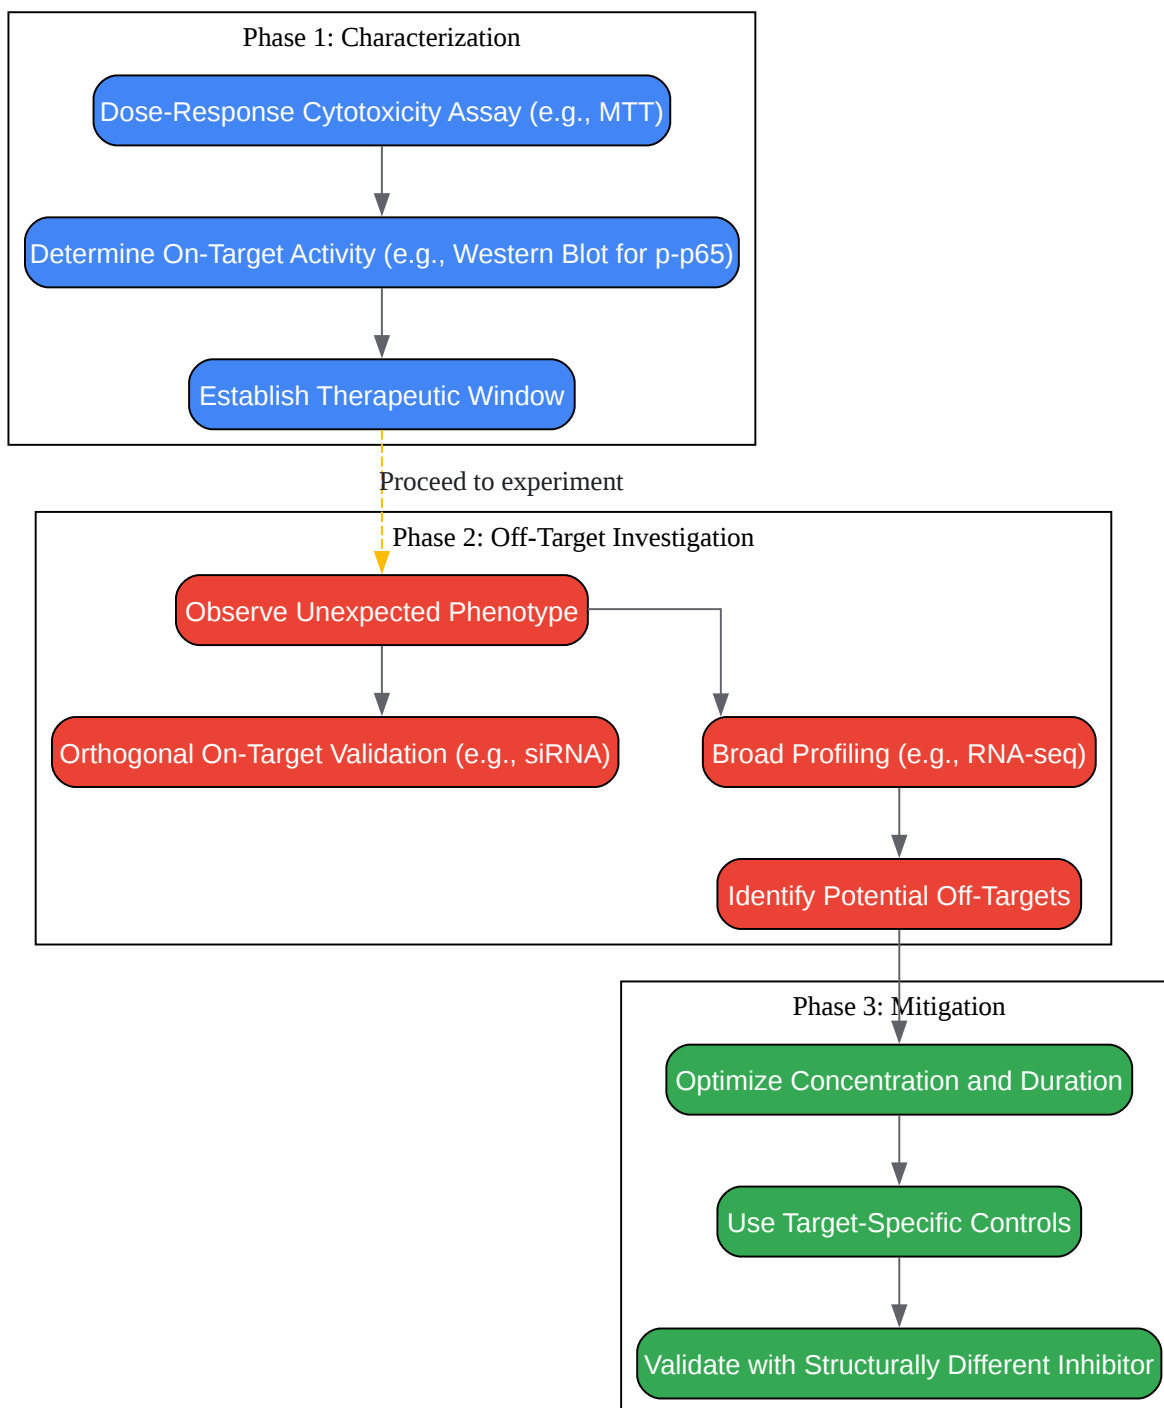 Phase 1: Characterization
Dose-Response Cytotoxicity Assay (e.g., MTT)
Determine On-Target Activity (e.g., Western Blot for p-p65)
Establish Therapeutic Window
Proceed to experiment
Phase 2: Off-Target Investigation
Observe Unexpected Phenotype
Orthogonal On-Target Validation (e.g., siRNA)
Broad Profiling (e.g., RNA-seq)
Identify Potential Off-Targets
Phase 3: Mitigation
Optimize Concentration and Duration
Use Target-Specific Controls
Validate with Structurally Different Inhibitor